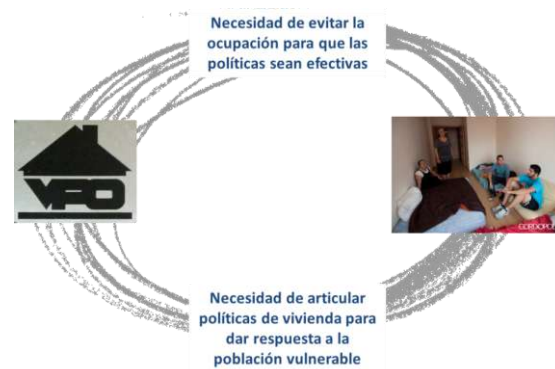 Necesidad de evitar la
ocupación para que las
políticas sean efectivas
VPO
CORDOPOLIS
Necesidad de articular
políticas de vivienda para
dar respuesta a la
población vulnerable